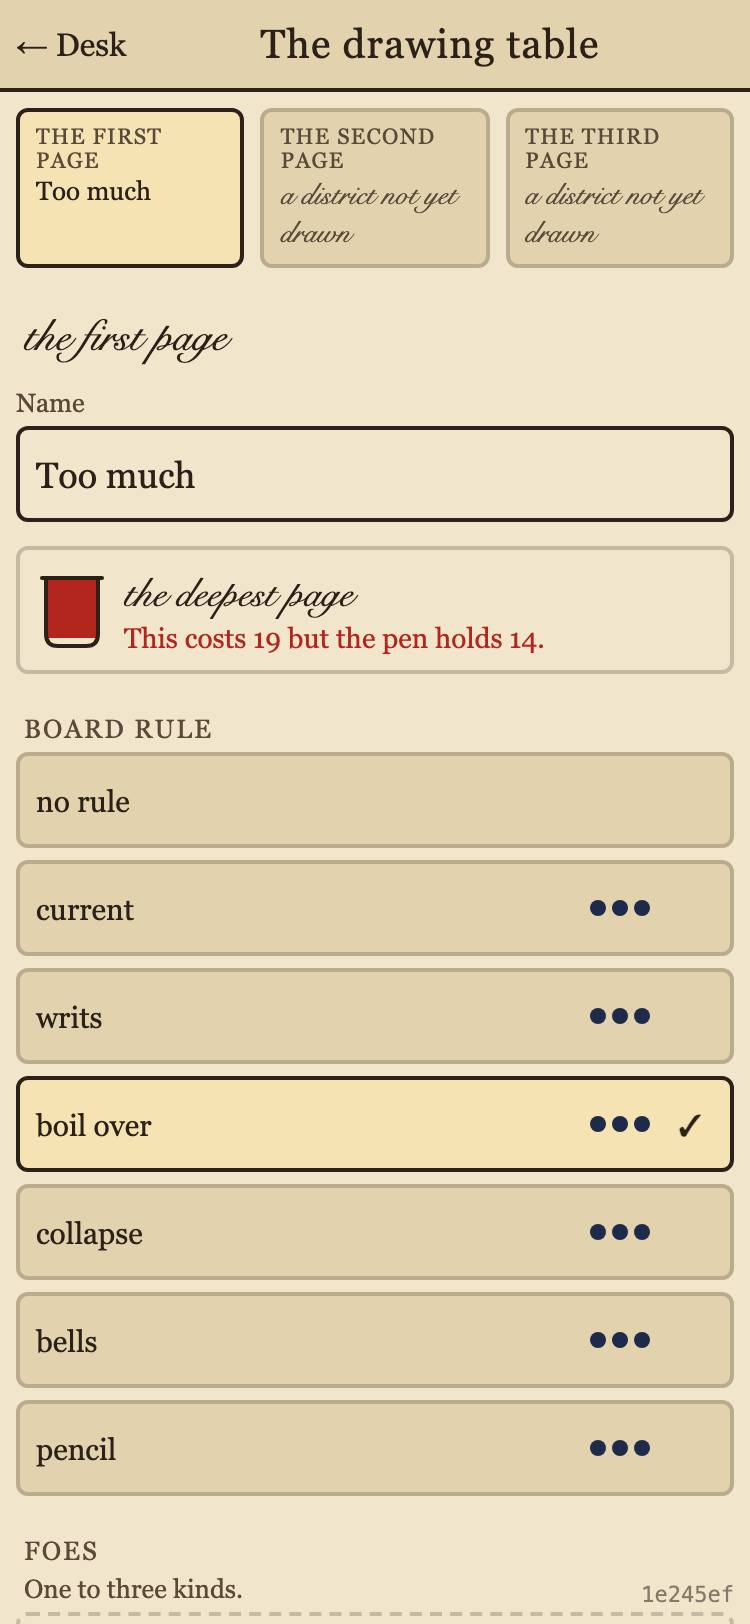 ← Desk
The drawing table
THE FIRST
PAGE
Too much
THE SECOND
PAGE
a district not yet
drawn
THE THIRD
PAGE
a district not yet
drawn
the first page
Name
Too much
the deepest page
This costs 19 but the pen holds 14.
BOARD RULE
no rule
current
writs
boil over ✓
collapse
bells
pencil
FOES
One to three kinds.
1e245ef